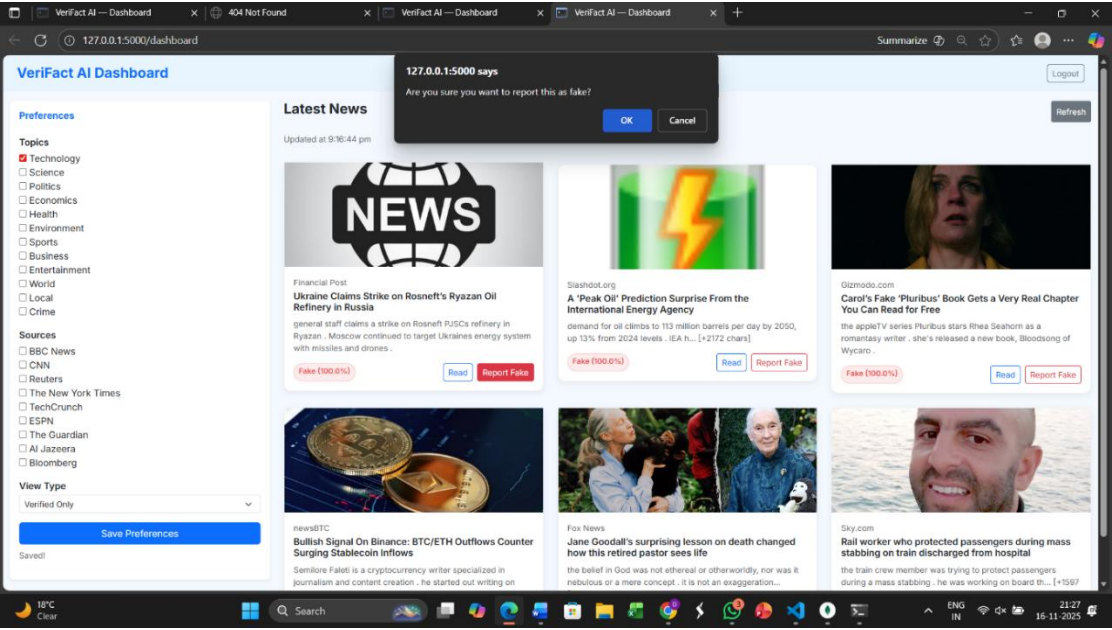 VeriFact AI — Dashboard
404 Not Found
VeriFact AI — Dashboard
VeriFact AI — Dashboard
127.0.0.1:5000/dashboard
Summarize
VeriFact AI Dashboard
Logout
127.0.0.1:5000 says
Are you sure you want to report this as fake?
OK
Cancel
Preferences
Topics
Technology
Science
Politics
Economics
Health
Environment
Sports
Business
Entertainment
World
Local
Crime
Sources
BBC News
CNN
Reuters
The New York Times
TechCrunch
ESPN
The Guardian
Al Jazeera
Bloomberg
View Type
Verified Only
Save Preferences
Saved!
Latest News
Refresh
Updated at 9:16:44 pm
NEWS
Financial Post
Ukraine Claims Strike on Rosneft's Ryazan Oil
Refinery in Russia
general staff claims a strike on Rosneft PJSCs refinery in
Ryazan . Moscow continued to target Ukraines energy system
with missiles and drones .
Fake (100.0%)
Read
Report Fake
Slashdot.org
A 'Peak Oil' Prediction Surprise From the
International Energy Agency
demand for oil climbs to 113 million barrels per day by 2050,
up 13% from 2024 levels . IEA h... [+2172 chars]
Fake (100.0%)
Read
Report Fake
Gizmodo.com
Carol's Fake 'Pluribus' Book Gets a Very Real Chapter
You Can Read for Free
the appleTV series Pluribus stars Rhea Seahorn as a
romantasy writer . she's released a new book, Bloodsong of
Wycaro .
Fake (100.0%)
Read
Report Fake
newsBTC
Bullish Signal On Binance: BTC/ETH Outflows Counter
Surging Stablecoin Inflows
Semilore Faleti is a cryptocurrency writer specialized in
journalism and content creation . he started out writing on
Fox News
Jane Goodall's surprising lesson on death changed
how this retired pastor sees life
the belief in God was not ethereal or otherworldly, nor was it
nebulous or a mere concept . it is not an exaggeration...
Sky.com
Rail worker who protected passengers during mass
stabbing on train discharged from hospital
the train crew member was trying to protect passengers
during a mass stabbing . he was working on board th... [+1597
18°C
Clear
Search
ENG
IN
21:27
16-11-2025